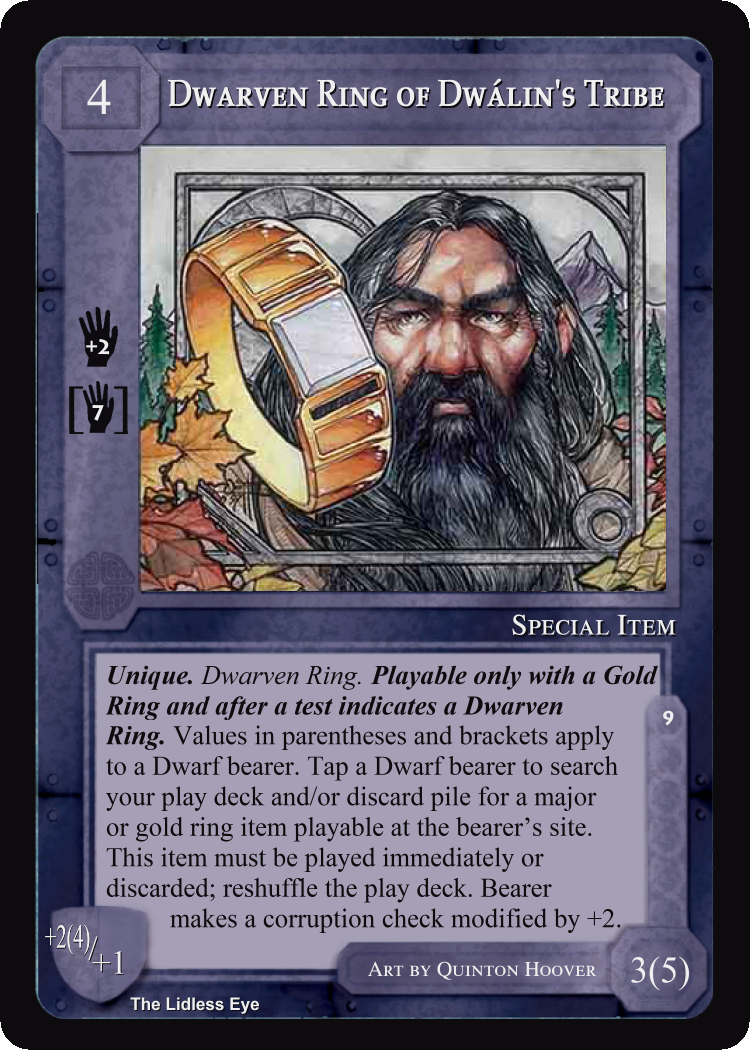 4
Dwarven Ring of Dwálin's Tribe
+2
[7]
Special Item
Unique. Dwarven Ring. Playable only with a Gold
Ring and after a test indicates a Dwarven
Ring. Values in parentheses and brackets apply
to a Dwarf bearer. Tap a Dwarf bearer to search
your play deck and/or discard pile for a major
or gold ring item playable at the bearer’s site.
This item must be played immediately or
discarded; reshuffle the play deck. Bearer
makes a corruption check modified by +2.
9
+2(4)/+1
Art by Quinton Hoover
3(5)
The Lidless Eye